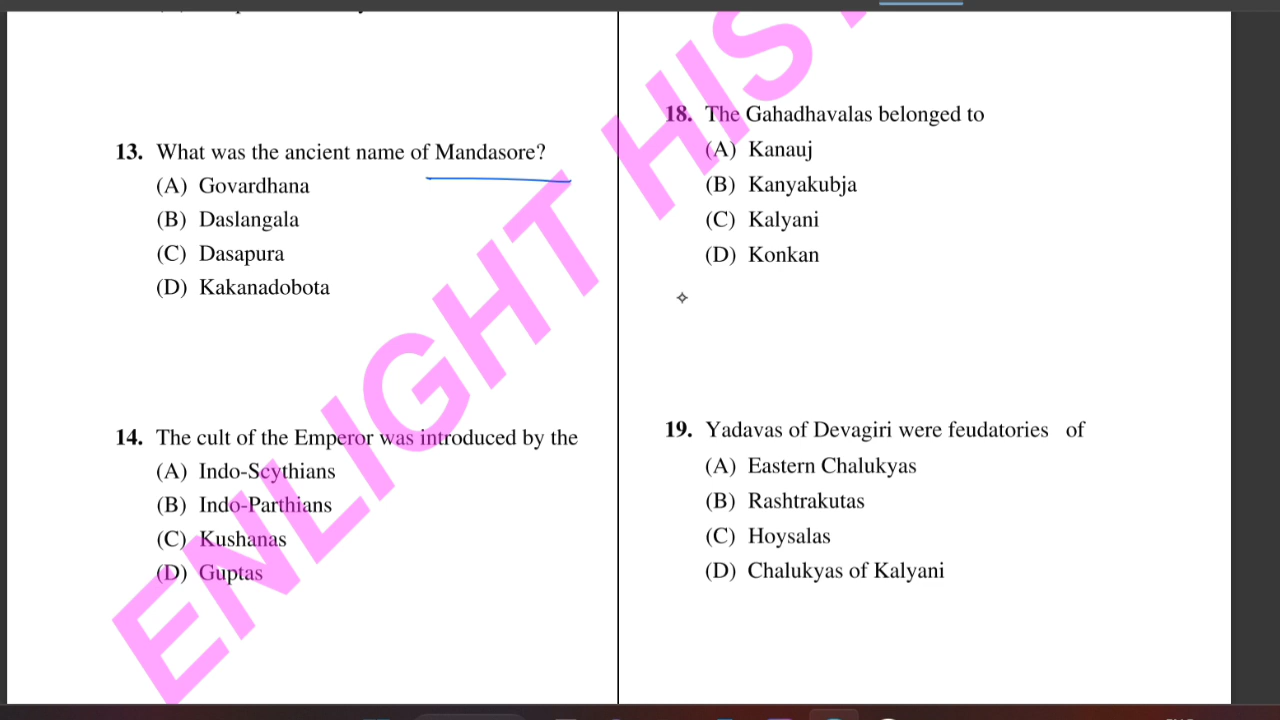 13. What was the ancient name of Mandasore?
(A) Govardhana
(B) Daslangala
(C) Dasapura
(D) Kakanadobota
14. The cult of the Emperor was introduced by the
(A) Indo-Scythians
(B) Indo-Parthians
(C) Kushanas
(D) Guptas
18. The Gahadhavalas belonged to
(A) Kanauj
(B) Kanyakubja
(C) Kalyani
(D) Konkan
19. Yadavas of Devagiri were feudatories of
(A) Eastern Chalukyas
(B) Rashtrakutas
(C) Hoysalas
(D) Chalukyas of Kalyani
ENLIGHT HIS